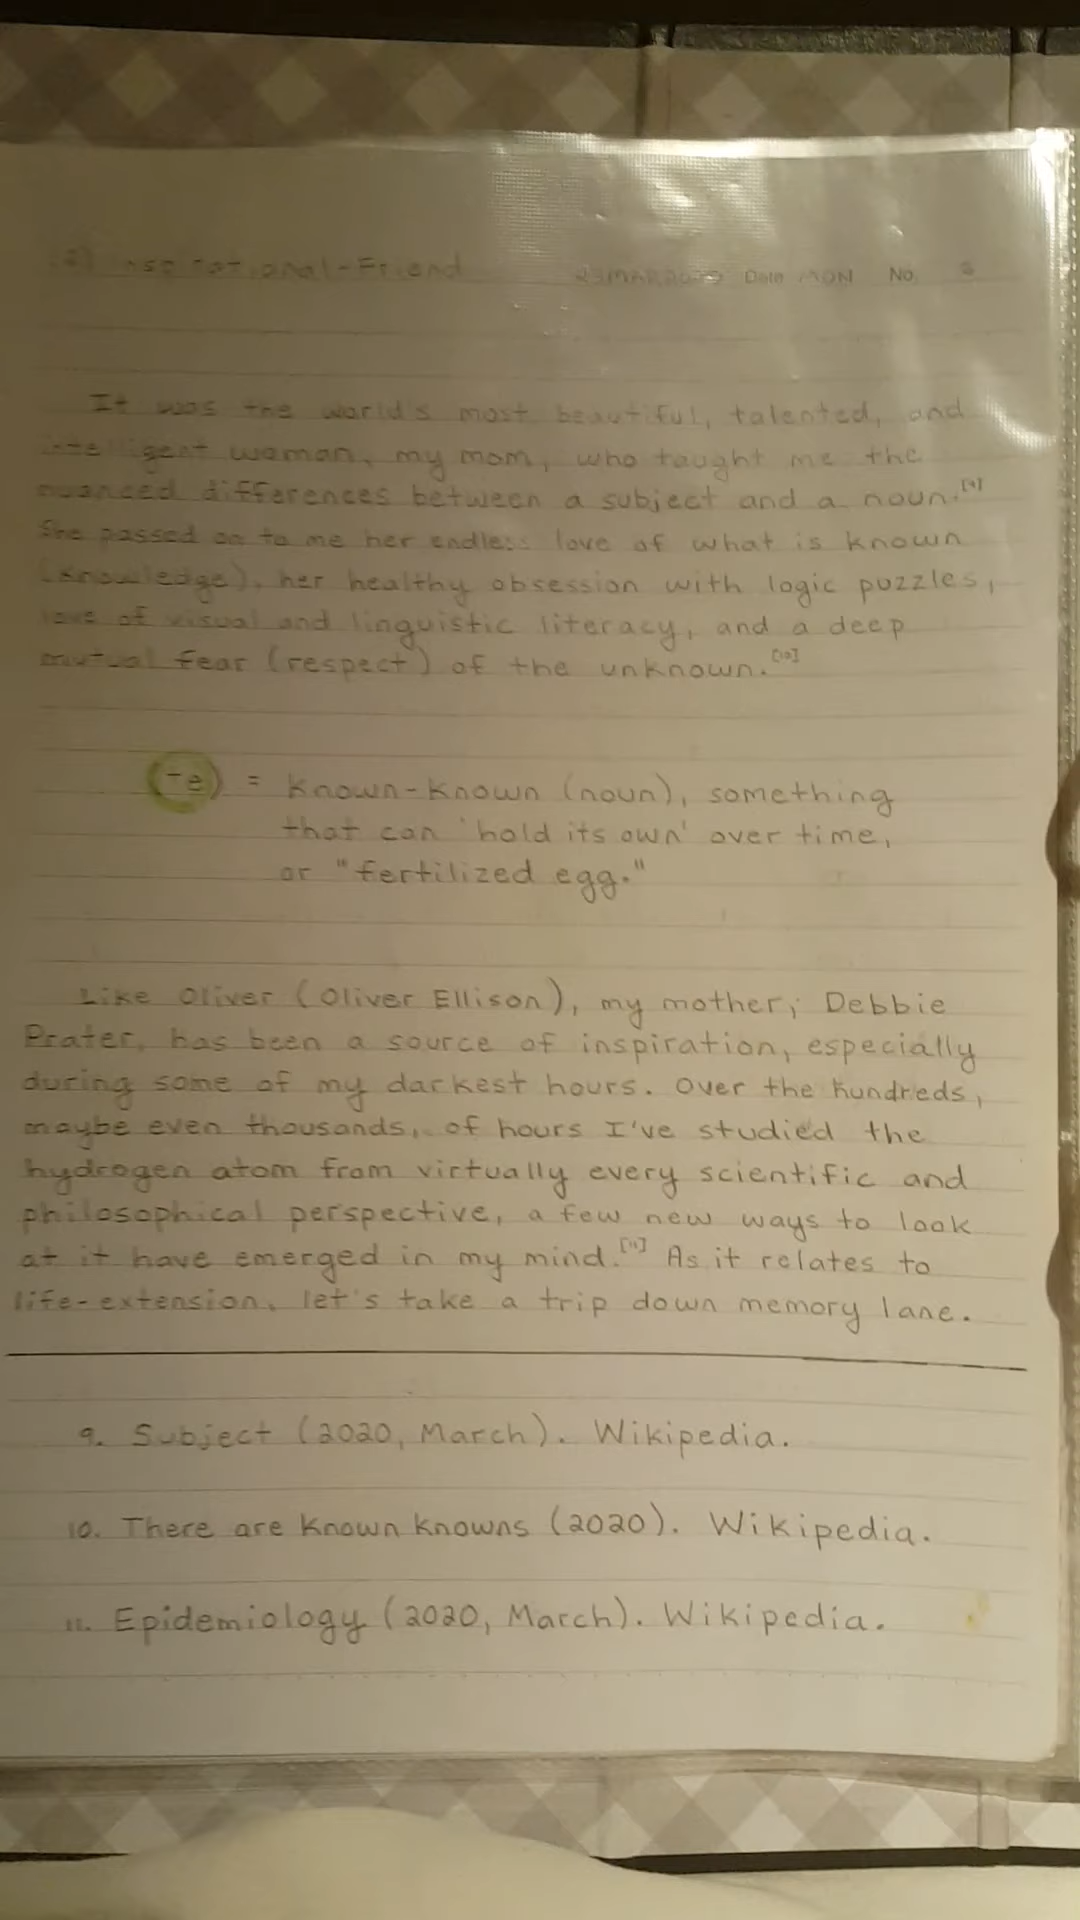 Inspirational-Friend 23MAR20 Date MON No.
It was the world's most beautiful, talented, and
intelligent woman, my mom, who taught me the
nuanced differences between a subject and a noun.[9]
She passed on to me her endless love of what is known
(knowledge), her healthy obsession with logic puzzles,
love of visual and linguistic literacy, and a deep
mutual fear (respect) of the unknown.[10]
(-e) = Known-Known (noun), something
that can 'hold its own' over time,
or "fertilized egg."
Like Oliver (Oliver Ellison), my mother, Debbie
Prater, has been a source of inspiration, especially
during some of my darkest hours. Over the hundreds,
maybe even thousands, of hours I've studied the
hydrogen atom from virtually every scientific and
philosophical perspective, a few new ways to look
at it have emerged in my mind.[11] As it relates to
life-extension, let's take a trip down memory lane.
9. Subject (2020, March). Wikipedia.
10. There are Known Knowns (2020). Wikipedia.
11. Epidemiology (2020, March). Wikipedia.